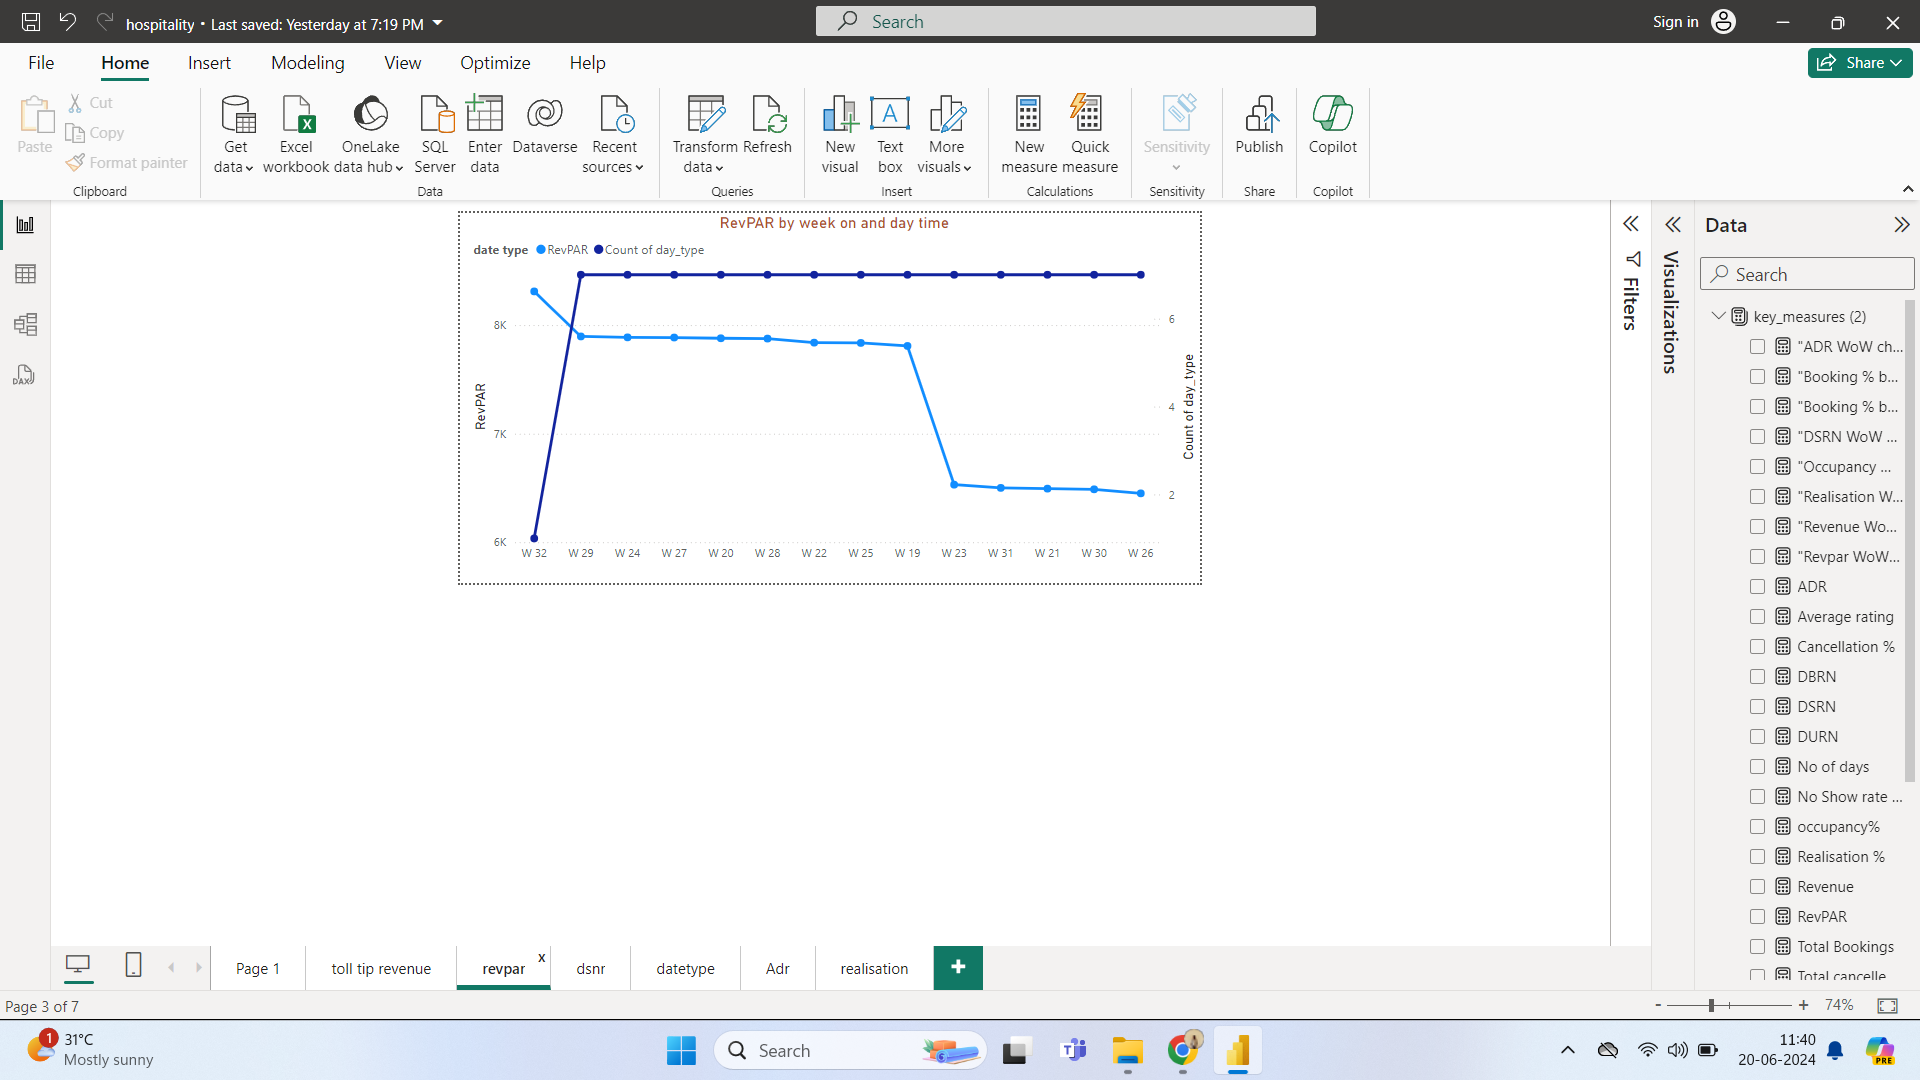 hospitality • Last saved: Yesterday at 7:19 PM
Search
Sign in
File Home Insert Modeling View Optimize Help
Share
Paste
Cut
Copy
Format painter
Clipboard
Get data
Excel workbook
OneLake data hub
SQL Server
Enter data
Dataverse
Recent sources
Data
Transform data
Refresh
Queries
New visual
Text box
More visuals
Insert
New measure
Quick measure
Calculations
Sensitivity
Sensitivity
Publish
Share
Copilot
Copilot
DAX
RevPAR by week on and day time
date type RevPAR Count of day_type
RevPAR
8K
7K
6K
6
4
2
Count of day_type
W 32 W 29 W 24 W 27 W 20 W 28 W 22 W 25 W 19 W 23 W 31 W 21 W 30 W 26
Filters
Visualizations
Data
Search
key_measures (2)
"ADR WoW ch...
"Booking % b...
"Booking % b...
"DSRN WoW ...
"Occupancy ...
"Realisation W...
"Revenue Wo...
"Revpar WoW...
ADR
Average rating
Cancellation %
DBRN
DSRN
DURN
No of days
No Show rate ...
occupancy%
Realisation %
Revenue
RevPAR
Total Bookings
Total cancelle
Page 1 toll tip revenue revpar x dsnr datetype Adr realisation +
Page 3 of 7
- + 74%
1
31°C
Mostly sunny
Search
11:40
20-06-2024
PRE